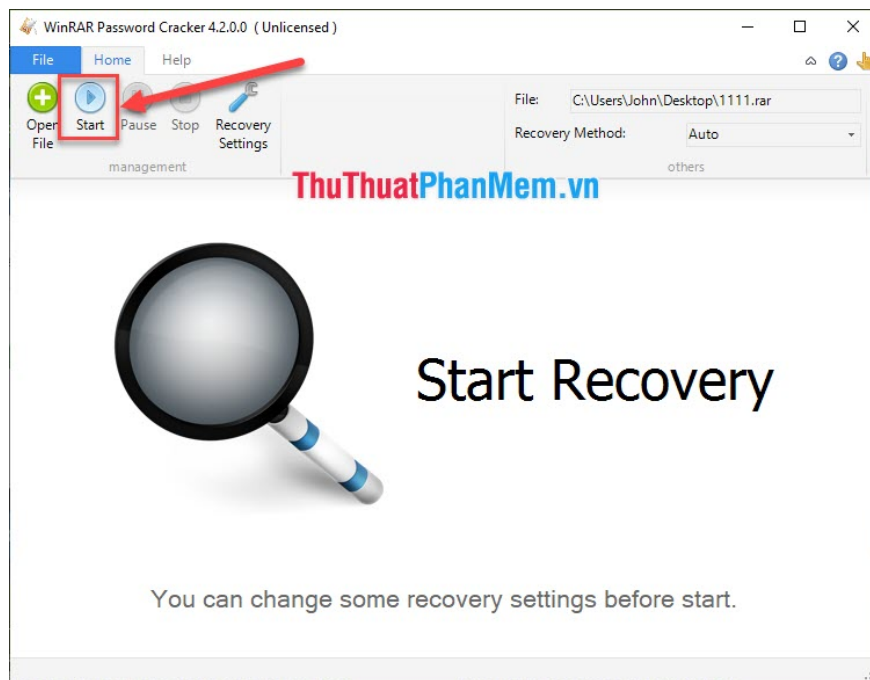 WinRAR Password Cracker 4.2.0.0 ( Unlicensed )
File Home Help
Open File
Start
Pause
Stop
Recovery Settings
management
File: C:\Users\John\Desktop\1111.rar
Recovery Method: Auto
others
ThuThuatPhanMem.vn
Start Recovery
You can change some recovery settings before start.